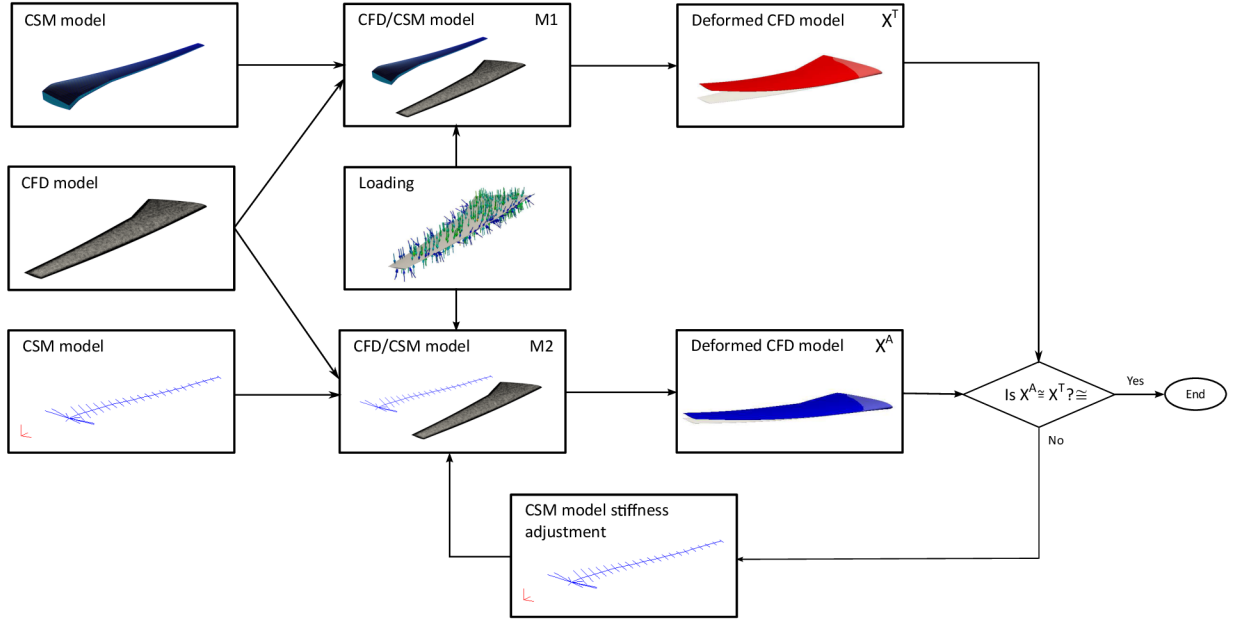 CSM model
CFD/CSM model M1
Deformed CFD model X^T
CFD model
Loading
CSM model
CFD/CSM model M2
Deformed CFD model X^A
Is X^A ≅ X^T?≅
Yes
End
No
CSM model stiffness
adjustment